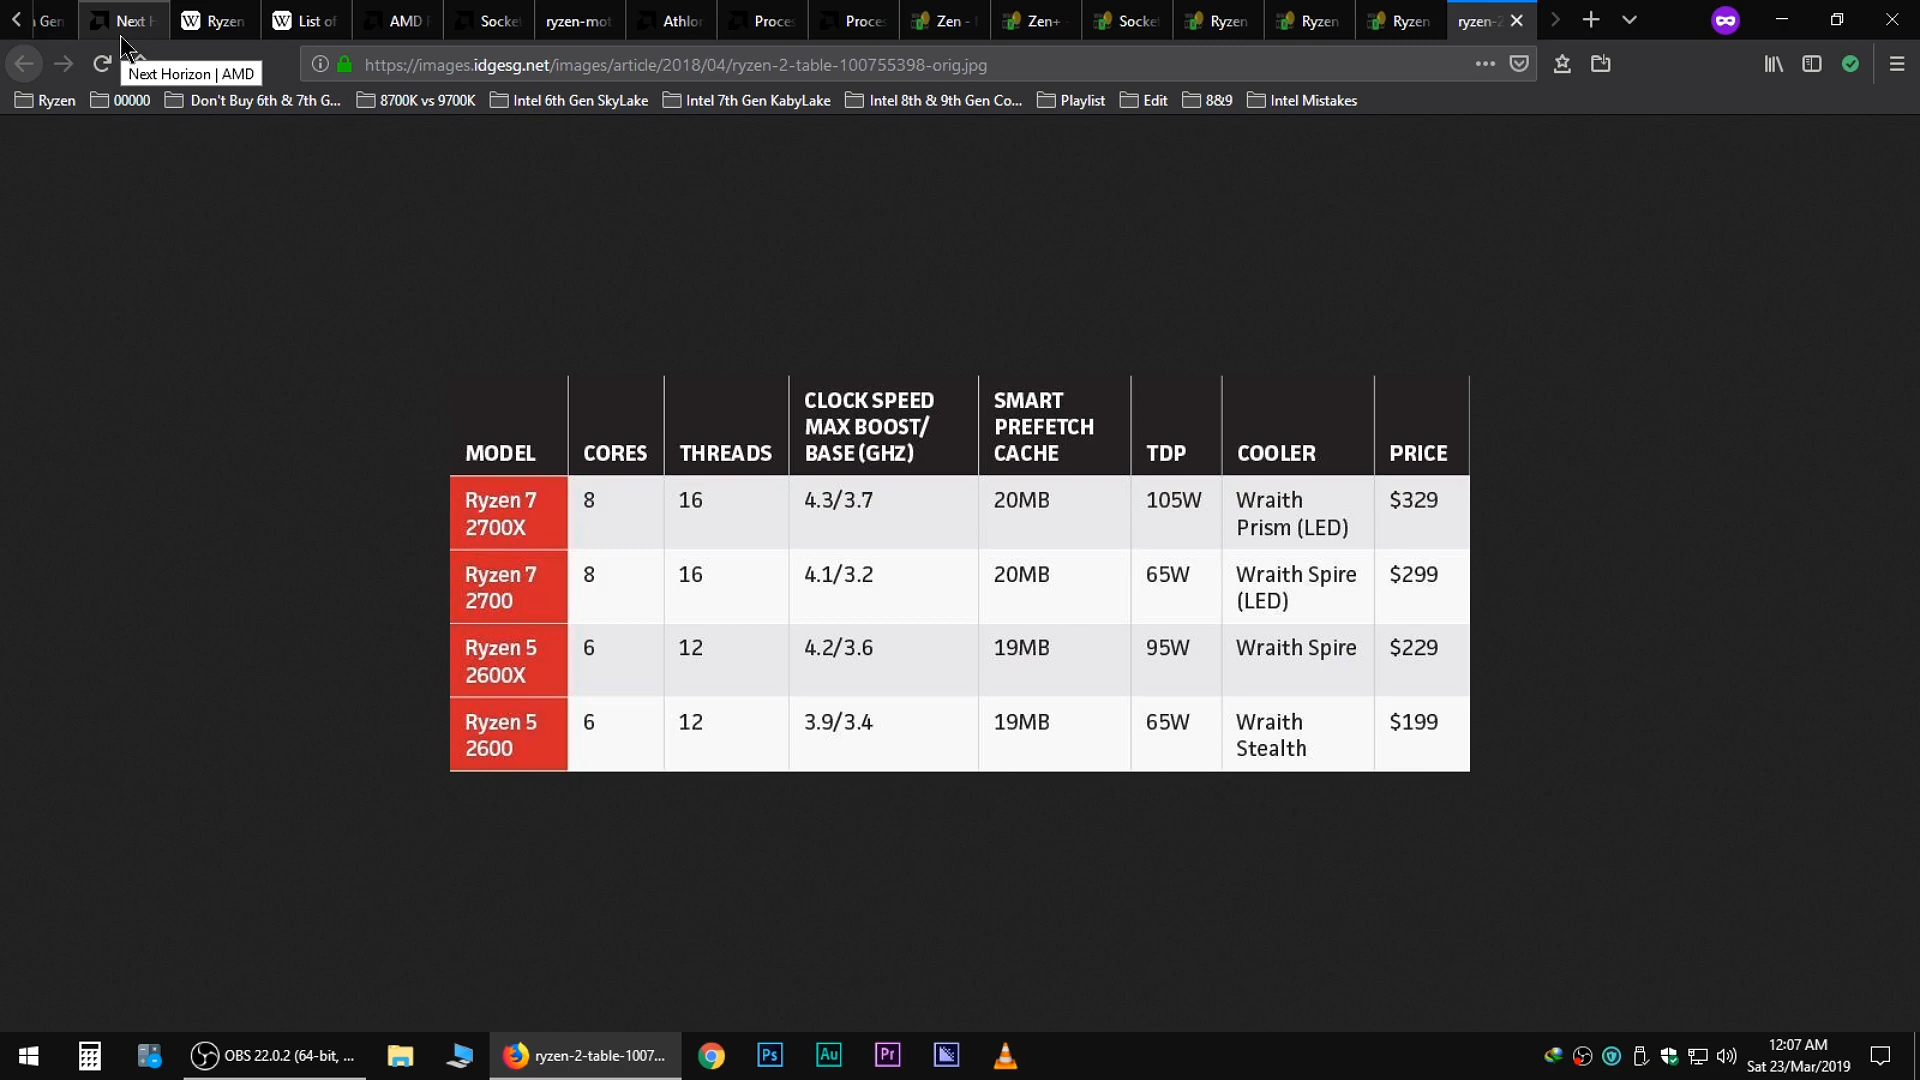 Gen
Next H
Ryzen
List of
AMD
Socke
ryzen-mot
Athlor
Proces
Proces
Zen -
Zen+ -
Socket
Ryzen
Ryzen
Ryzen
ryzen-2
Next Horizon | AMD
https://images.idgesg.net/images/article/2018/04/ryzen-2-table-100755398-orig.jpg
Ryzen
00000
Don't Buy 6th & 7th G...
8700K vs 9700K
Intel 6th Gen SkyLake
Intel 7th Gen KabyLake
Intel 8th & 9th Gen Co...
Playlist
Edit
8&9
Intel Mistakes
MODEL
CORES
THREADS
CLOCK SPEED
MAX BOOST/
BASE (GHZ)
SMART
PREFETCH
CACHE
TDP
COOLER
PRICE
Ryzen 7
2700X
8
16
4.3/3.7
20MB
105W
Wraith
Prism (LED)
$329
Ryzen 7
2700
8
16
4.1/3.2
20MB
65W
Wraith Spire
(LED)
$299
Ryzen 5
2600X
6
12
4.2/3.6
19MB
95W
Wraith Spire
$229
Ryzen 5
2600
6
12
3.9/3.4
19MB
65W
Wraith
Stealth
$199
OBS 22.0.2 (64-bit, ...
ryzen-2-table-1007...
Ps
Au
Pr
12:07 AM
Sat 23/Mar/2019